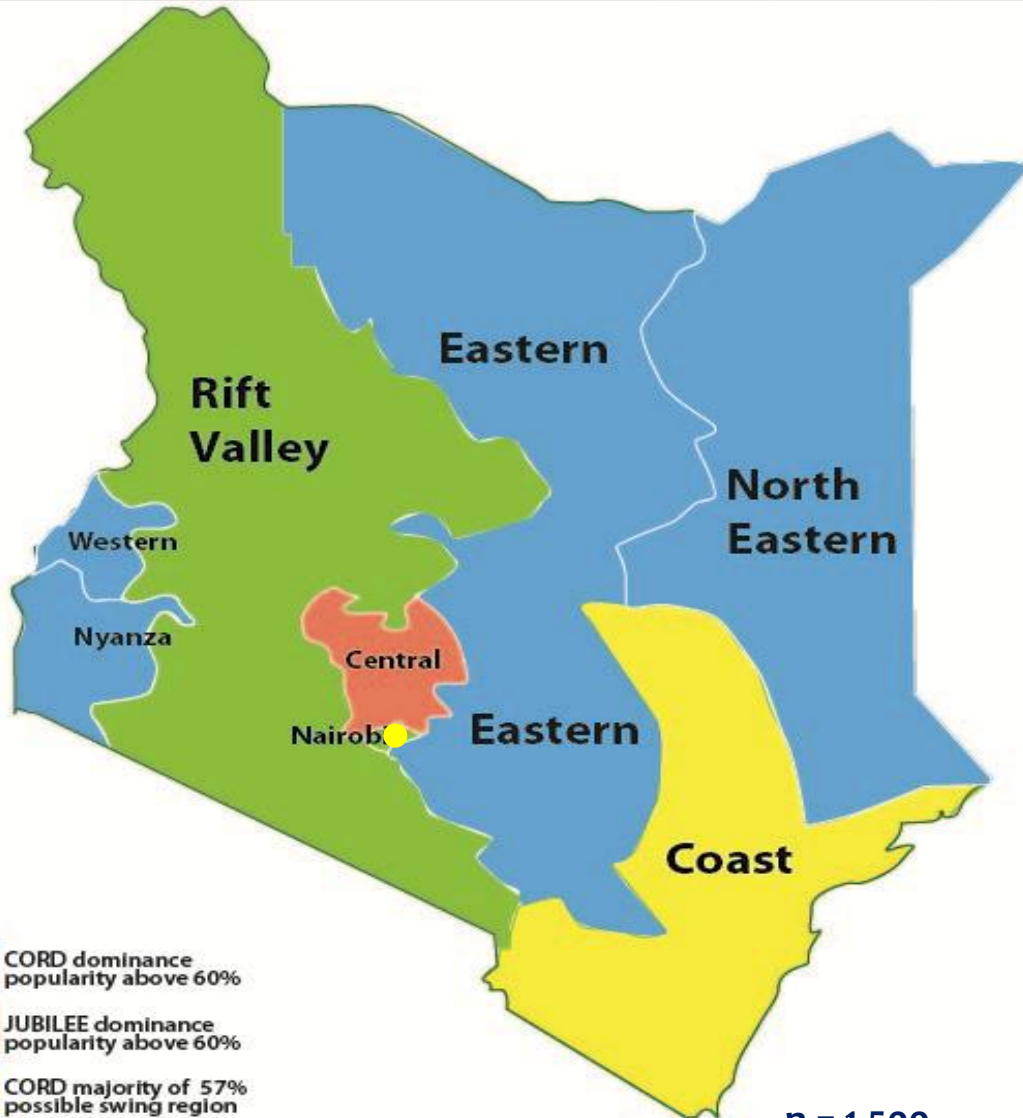 Eastern
Rift
Valley
North
Eastern
Western
Nyanza
Central
Nairobi
Eastern
Coast
CORD dominance
popularity above 60%
JUBILEE dominance
popularity above 60%
CORD majority of 57%
possible swing region